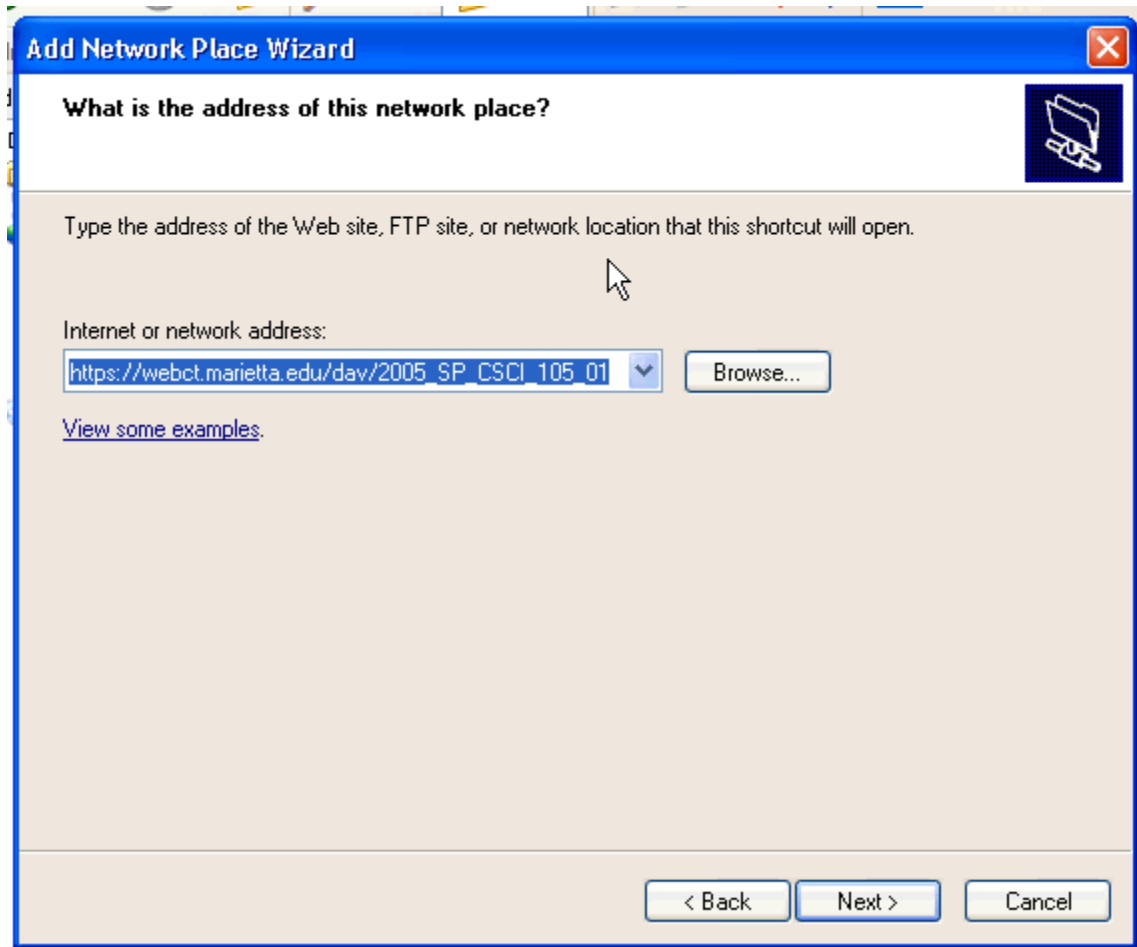 Add Network Place Wizard
What is the address of this network place?
Type the address of the Web site, FTP site, or network location that this shortcut will open.
Internet or network address:
https://webct.marietta.edu/dav/2005_SP_CSCI_105_01
Browse...
View some examples.
< Back
Next >
Cancel